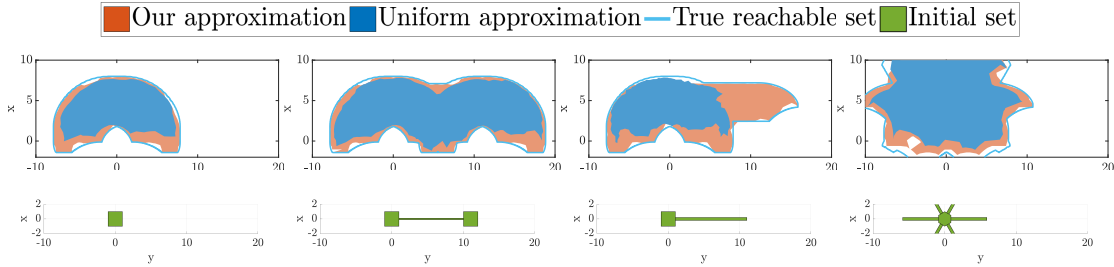 Our approximation Uniform approximation True reachable set Initial set
10 10 10 10
x 5 x 5 x 5 x 5
0 0 0 0
-10 0 10 20 -10 0 10 20 -10 0 10 20 -10 0 10 20
2 2 2 2
x 0 x 0 x 0 x 0
-2 -2 -2 -2
-10 0 10 20 -10 0 10 20 -10 0 10 20 -10 0 10 20
y y y y